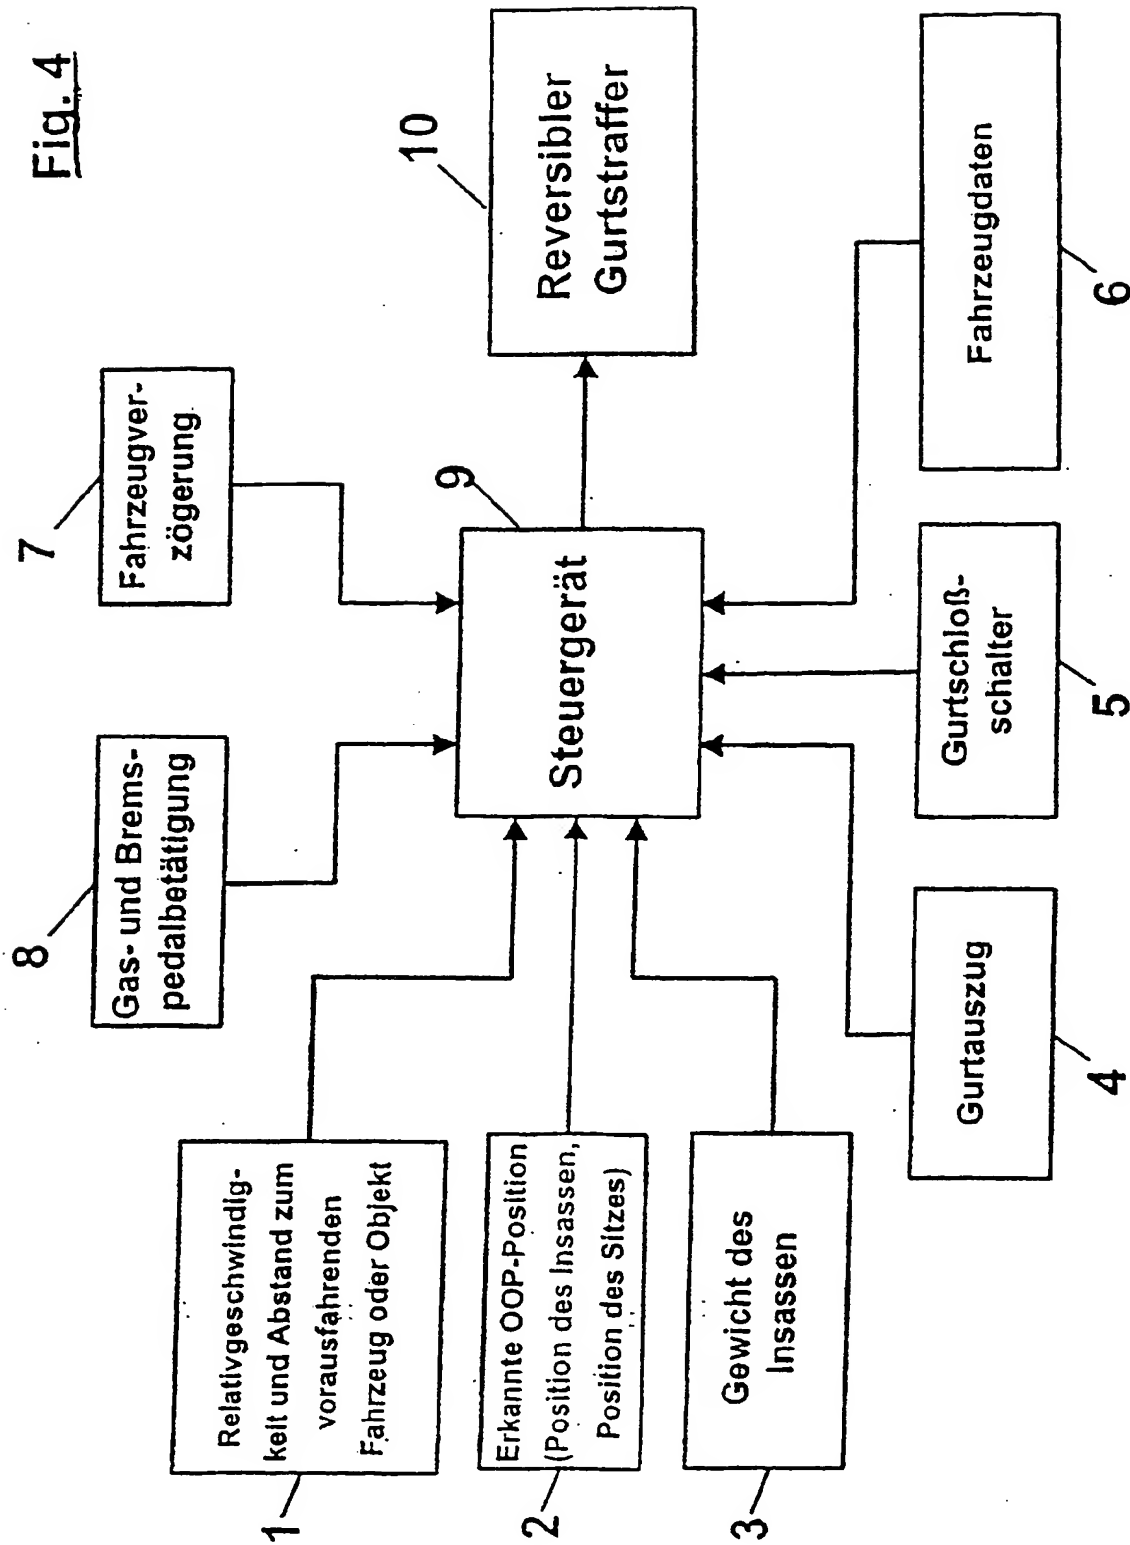 Fig. 4
8
Gas- und Brems-
pedalbetätigung
7
Fahrzeugver-
zögerung
1
Relativgeschwindig-
keit und Abstand zum
vorausfahrenden
Fahrzeug oder Objekt
2
Erkannte OOP-Position
(Position des Insassen,
Position des Sitzes)
3
Gewicht des
Insassen
9
Steuergerät
10
Reversibler
Gurtstraffer
Gurtauszug
4
Gurtschloß-
schalter
5
Fahrzeugdaten
6